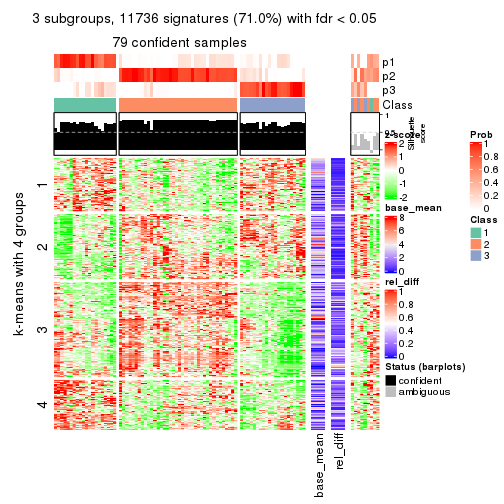 3 subgroups, 11736 signatures (71.0%) with fdr < 0.05
79 confident samples
p1
p2
p3
Class
1
0.5
0
Silhouette
score
z-score
2
1
0
-1
-2
base_mean
8
6
4
2
0
rel_diff
1
0.8
0.6
0.4
0.2
0
Status (barplots)
confident
ambiguous
Prob
1
0.8
0.6
0.4
0.2
0
Class
1
2
3
k-means with 4 groups
1
2
3
4
base_mean
rel_diff